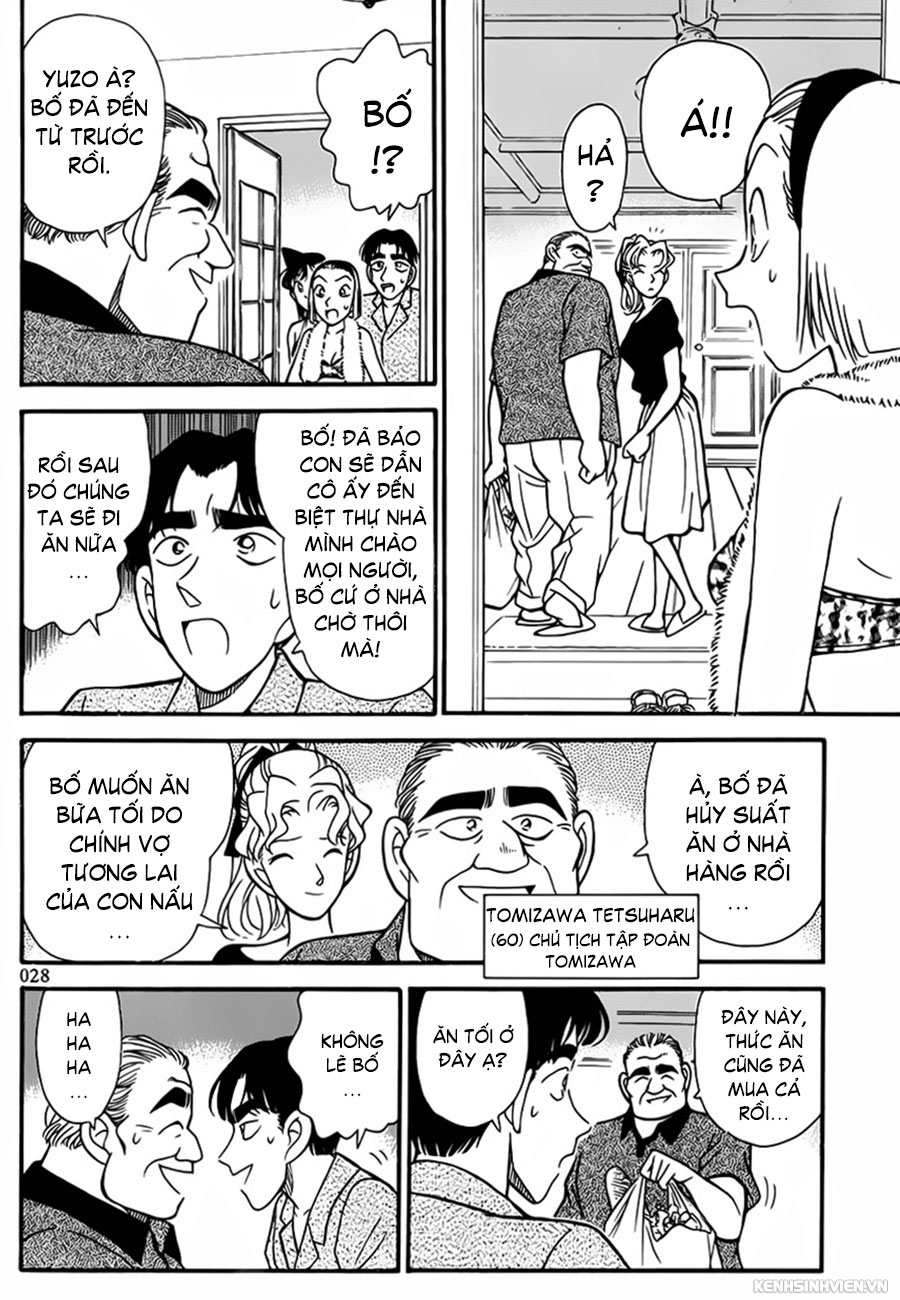 Á!!
HẢ
?
BỐ
!?
YUZO À?
BỐ ĐÃ ĐẾN
TỪ TRƯỚC
RỒI.
BỐ! ĐÃ BẢO
CON SẼ DẪN
CÔ ẤY ĐẾN
BIỆT THỰ NHÀ
MÌNH CHÀO
MỌI NGƯỜI,
BỐ CỨ Ở NHÀ
CHỜ THÔI
MÀ!
RỒI SAU
ĐÓ CHÚNG
TA SẼ ĐI
ĂN NỮA
...
À, BỐ ĐÃ
HỦY SUẤT
ĂN Ở NHÀ
HÀNG RỒI
...
BỐ MUỐN ĂN
BỮA TỐI DO
CHÍNH VỢ
TƯƠNG LAI
CỦA CON NẤU
...
TOMIZAWA TETSUHARU
(60) CHỦ TỊCH TẬP ĐOÀN
TOMIZAWA
028
ĐÂY NÀY,
THỨC ĂN
CŨNG ĐÃ
MUA CẢ
RỒI...
ĂN TỐI Ở
ĐÂY Ạ?
KHÔNG
LẼ BỐ
...
HA
HA
HA
...
KENHSINHVIEN.VN